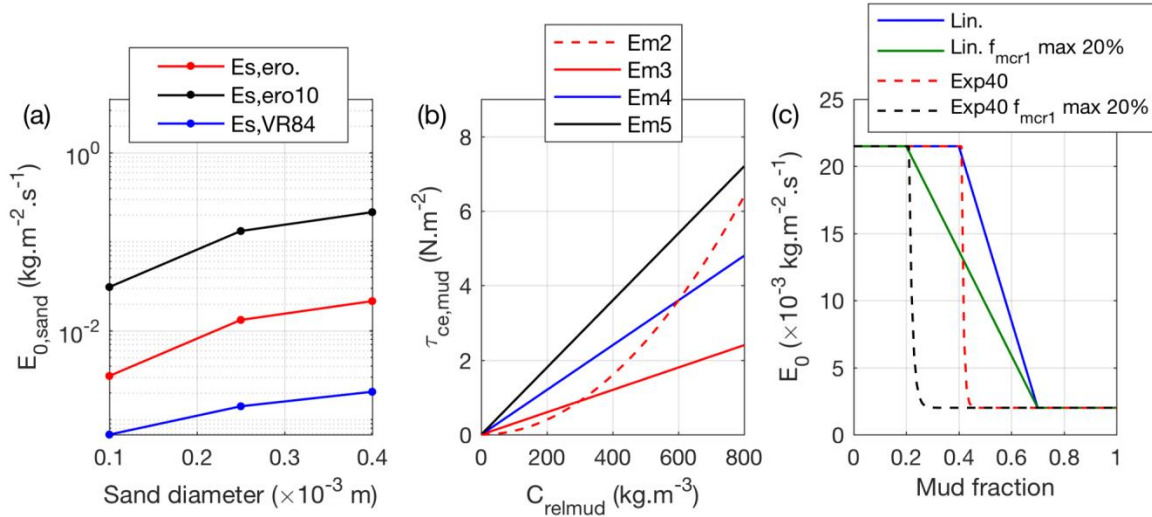 (a)
Es,ero.
Es,ero10
Es,VR84
10⁰
10⁻²
E₀,sand (kg.m⁻².s⁻¹)
0.1 0.2 0.3 0.4
Sand diameter (×10⁻³ m)
(b)
Em2
Em3
Em4
Em5
8
6
4
2
0
τce,mud (N.m⁻²)
0 200 400 600 800
Crelmud (kg.m⁻³)
(c)
Lin.
Lin. fmcr1 max 20%
Exp40
Exp40 fmcr1 max 20%
25
20
15
10
5
0
E₀ (×10⁻³ kg.m⁻².s⁻¹)
0 0.2 0.4 0.6 0.8 1
Mud fraction